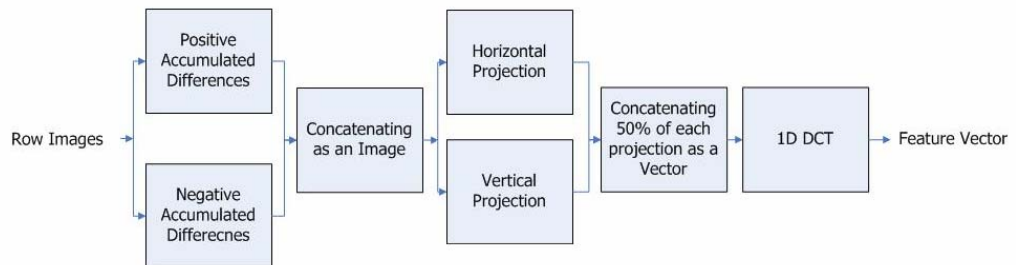 Row Images
Positive
Accumulated
Differences
Negative
Accumulated
Differecnes
Concatenating
as an Image
Horizontal
Projection
Vertical
Projection
Concatenating
50% of each
projection as a
Vector
1D DCT
Feature Vector